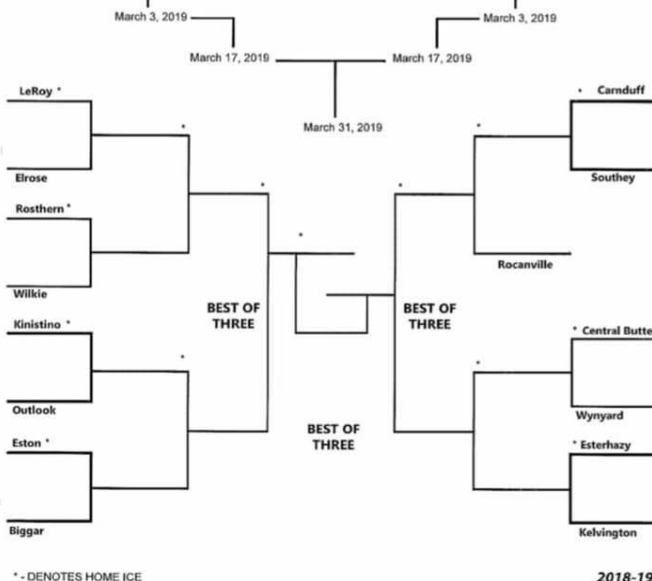 March 3, 2019
March 3, 2019
March 17, 2019
March 17, 2019
March 31, 2019
LeRoy *
* Carnduff
*
*
Elrose
Southey
*
*
Rosthern *
*
Rocanville
Wilkie
BEST OF
THREE
BEST OF
THREE
Kinistino *
* Central Butte
*
*
Outlook
Wynyard
BEST OF
THREE
Eston *
* Esterhazy
Biggar
Kelvington
* - DENOTES HOME ICE
2018-19